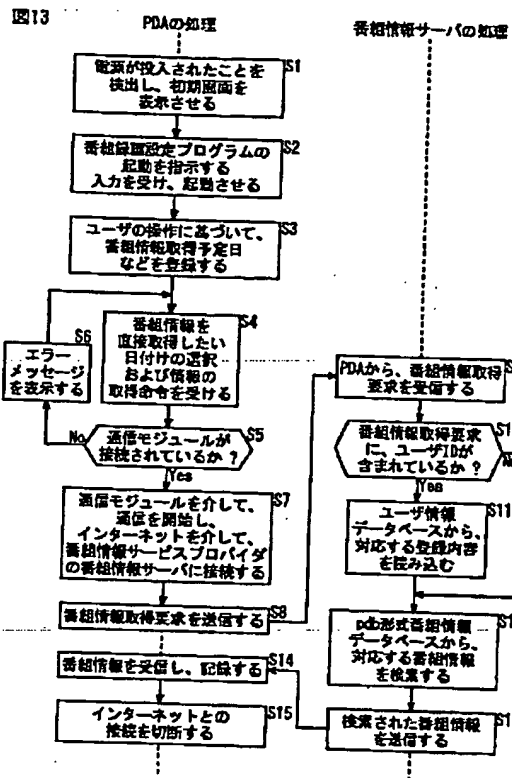 図13
PDAの処理
番組情報サーバの処理
電源が投入されたことを
検出し、初期画面を
表示させる
S1
番組録画設定プログラムの
起動を指示する
入力を受け、起動させる
S2
ユーザの操作に基づいて、
番組情報取得予定日
などを登録する
S3
番組情報を
直接取得したい
日付けの選択
および情報の
取得命令を受ける
S4
エラー
メッセージ
を表示する
S6
通信モジュールが
接続されているか?
S5
No
Yes
通信モジュールを介して、
通信を開始し、
インターネットを介して、
番組情報サービスプロバイダ
の番組情報サーバに接続する
S7
番組情報取得要求を送信する
S8
番組情報を受信し、記録する
S14
インターネットとの
接続を切断する
S15
PDAから、番組情報取得
要求を受信する
S
番組情報取得要求
に、ユーザIDが
含まれているか?
S1
Yes
ユーザ情報
データベースから、
対応する登録内容
を読み込む
S11
pdb形式番組情報
データベースから、
対応する番組情報
を検索する
S1
検索された番組情報
を送信する
S1